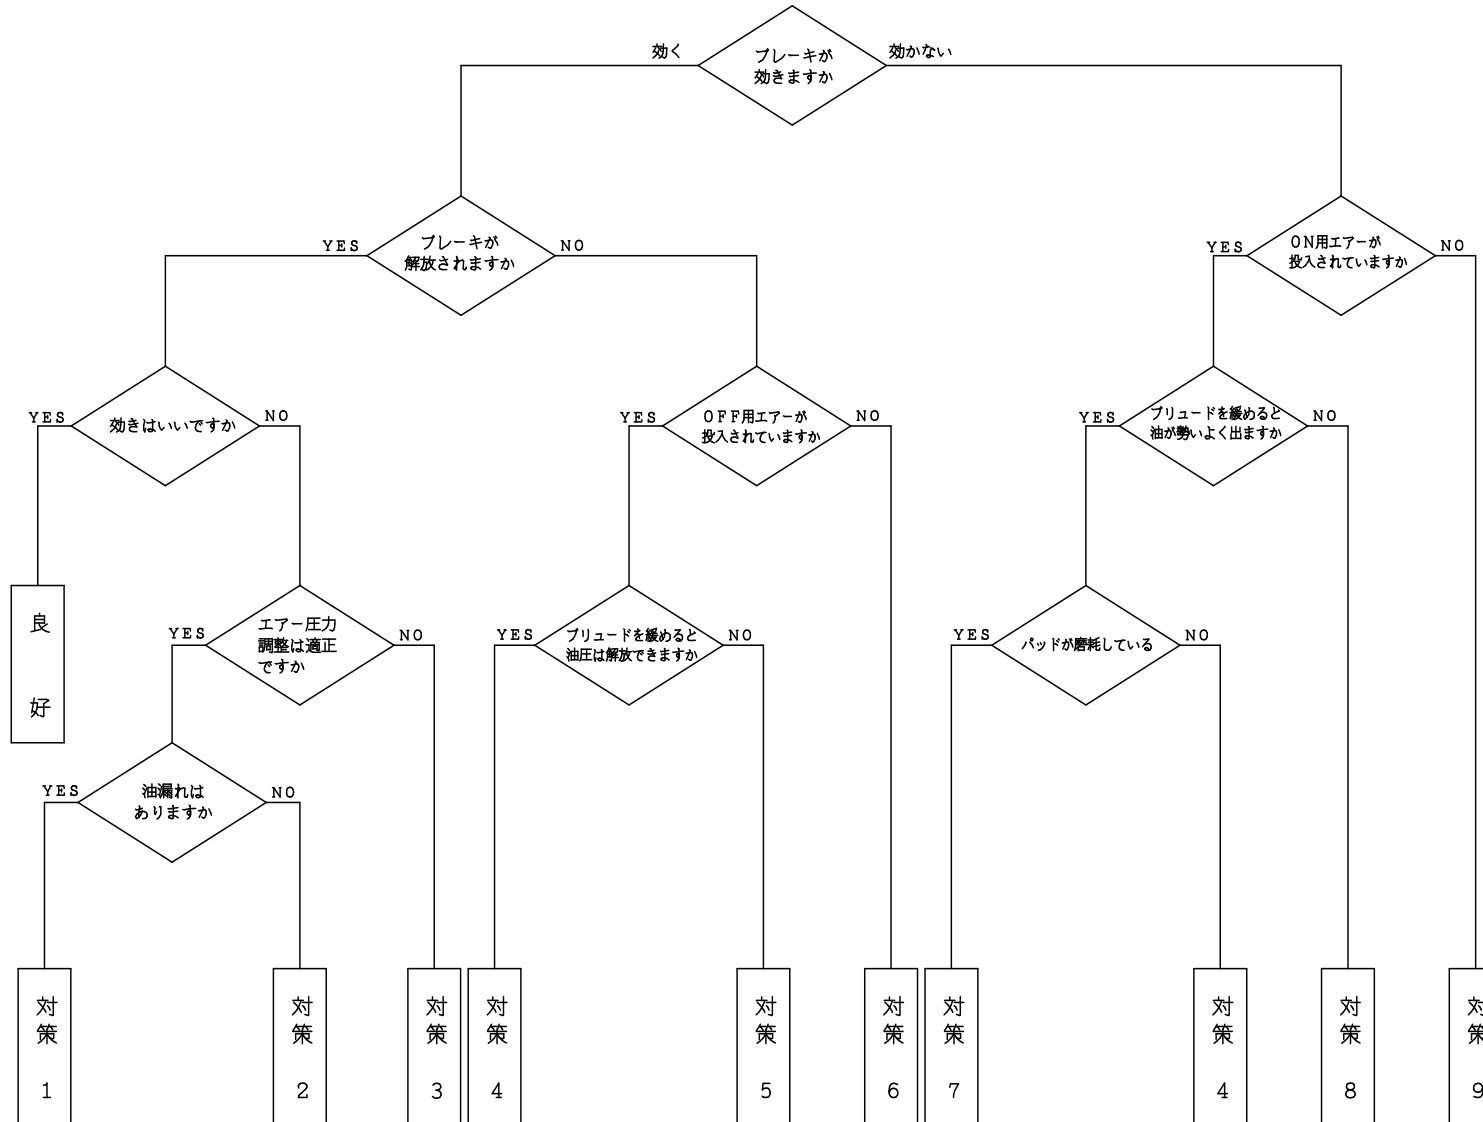 効く
ブレーキが
効きますか
効かない
YES
ブレーキが
解放されますか
NO
YES
ON用エアーが
投入されていますか
NO
YES
効きはいいですか
NO
YES
OFF用エアーが
投入されていますか
NO
YES
ブリュードを緩めると
油が勢いよく出ますか
NO
良
好
YES
エアー圧力
調整は適正
ですか
NO
YES
ブリュードを緩めると
油圧は解放できますか
NO
YES
パッドが磨耗している
NO
YES
油漏れは
ありますか
NO
対
策
1
対
策
2
対
策
3
対
策
4
対
策
5
対
策
6
対
策
7
対
策
4
対
策
8
対
策
9